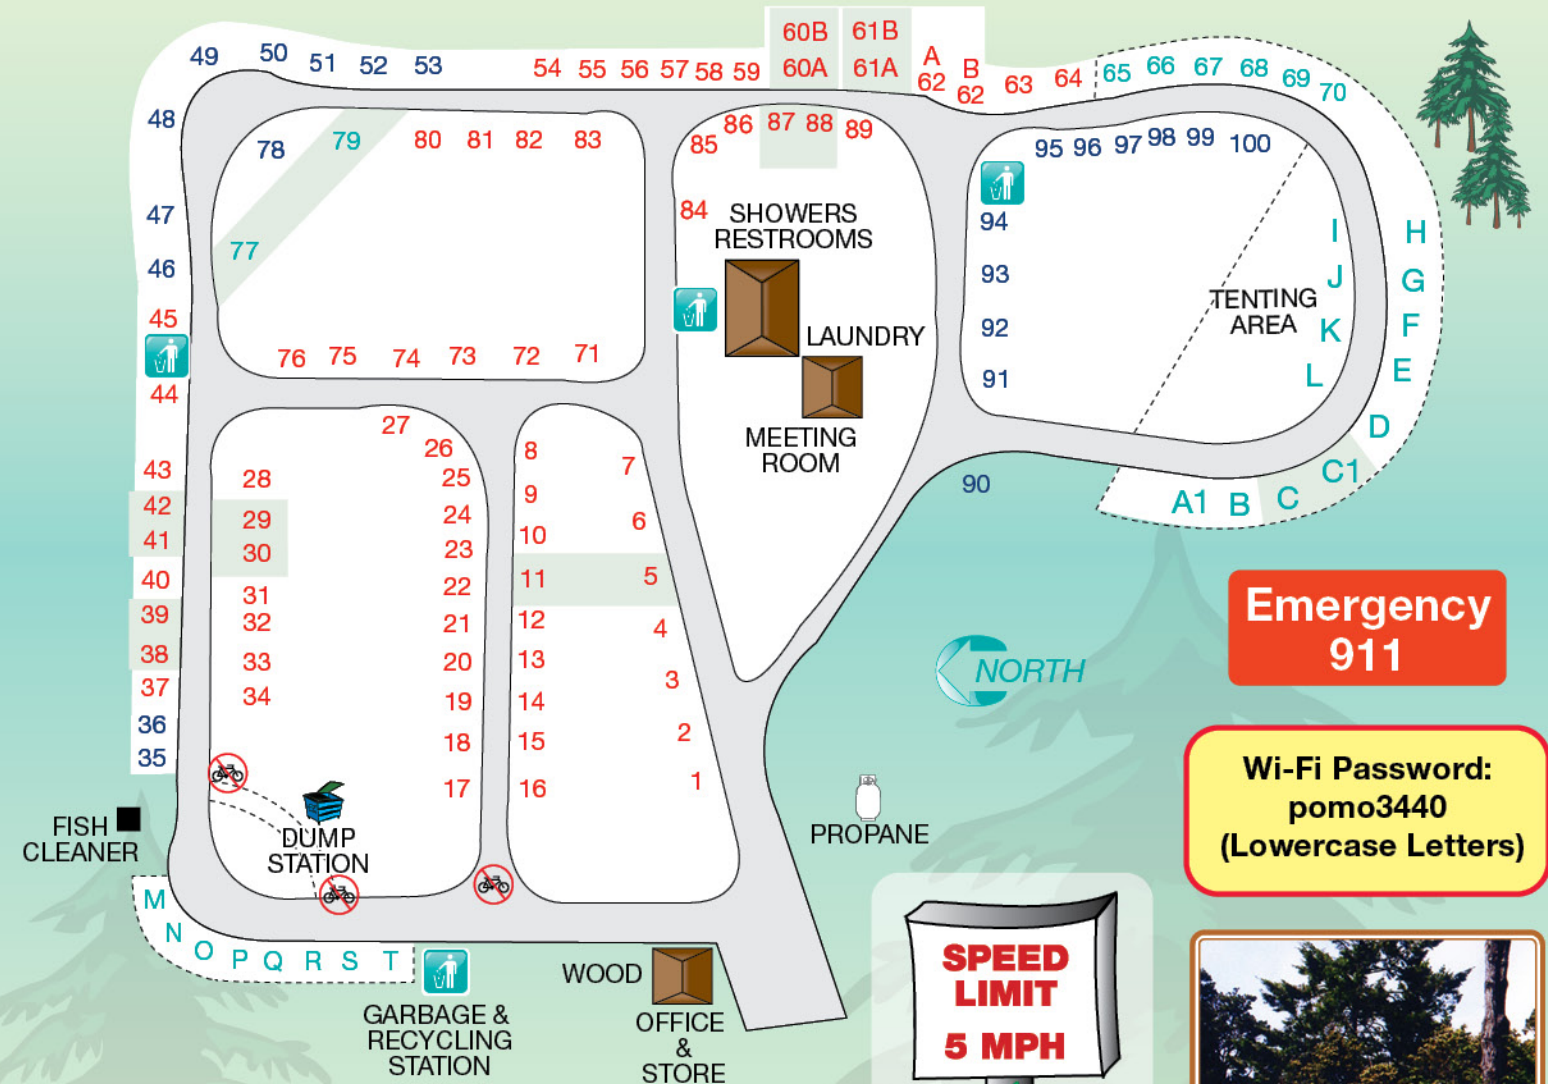 60B 61B
60A 61A
49 50 51 52 53 54 55 56 57 58 59
A B
62 62 63 64 65 66 67 68 69 70
48
78 79 80 81 82 83
85 86 87 88 89
95 96 97 98 99 100
47
77
84
94
46
45
93
92
91
SHOWERS
RESTROOMS
LAUNDRY
MEETING
ROOM
TENTING
AREA
I
J
K
L
H
G
F
E
D
C1
C
B
A1
90
76 75 74 73 72 71
44
43
42
41
40
39
38
37
36
35
27
26
25
24
23
22
21
20
19
18
17
28
29
30
31
32
33
34
8
9
10
11
12
13
14
15
16
7
6
5
4
3
2
1
NORTH
Emergency
911
Wi-Fi Password:
pomo3440
(Lowercase Letters)
FISH
CLEANER
DUMP
STATION
PROPANE
M
N
O P Q R S T
GARBAGE &
RECYCLING
STATION
WOOD
OFFICE
&
STORE
SPEED
LIMIT
5 MPH